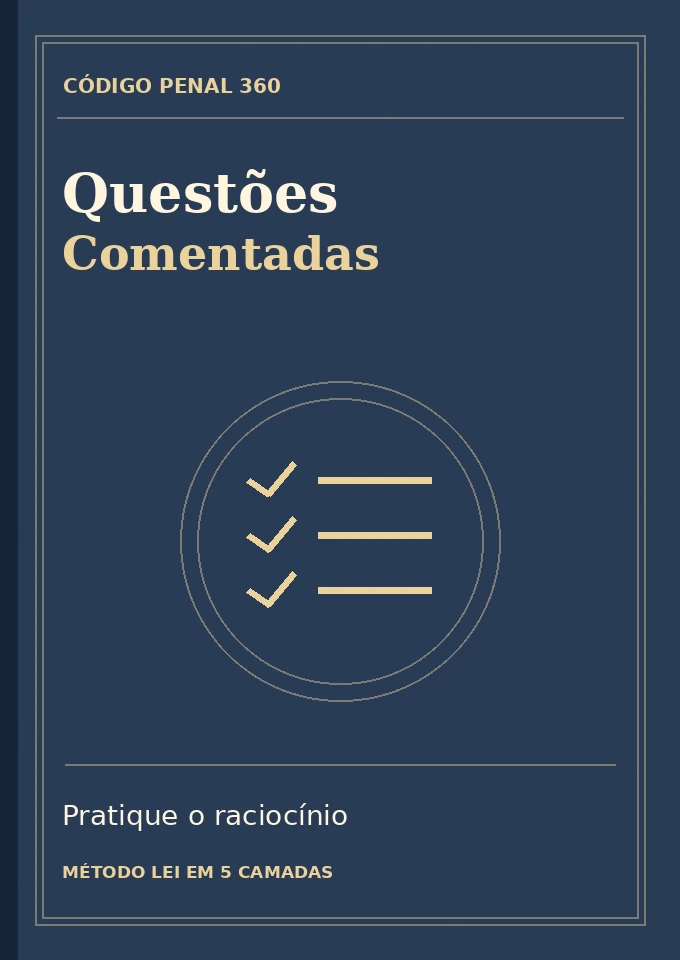 CÓDIGO PENAL 360
Questões
Comentadas
Pratique o raciocínio
MÉTODO LEI EM 5 CAMADAS